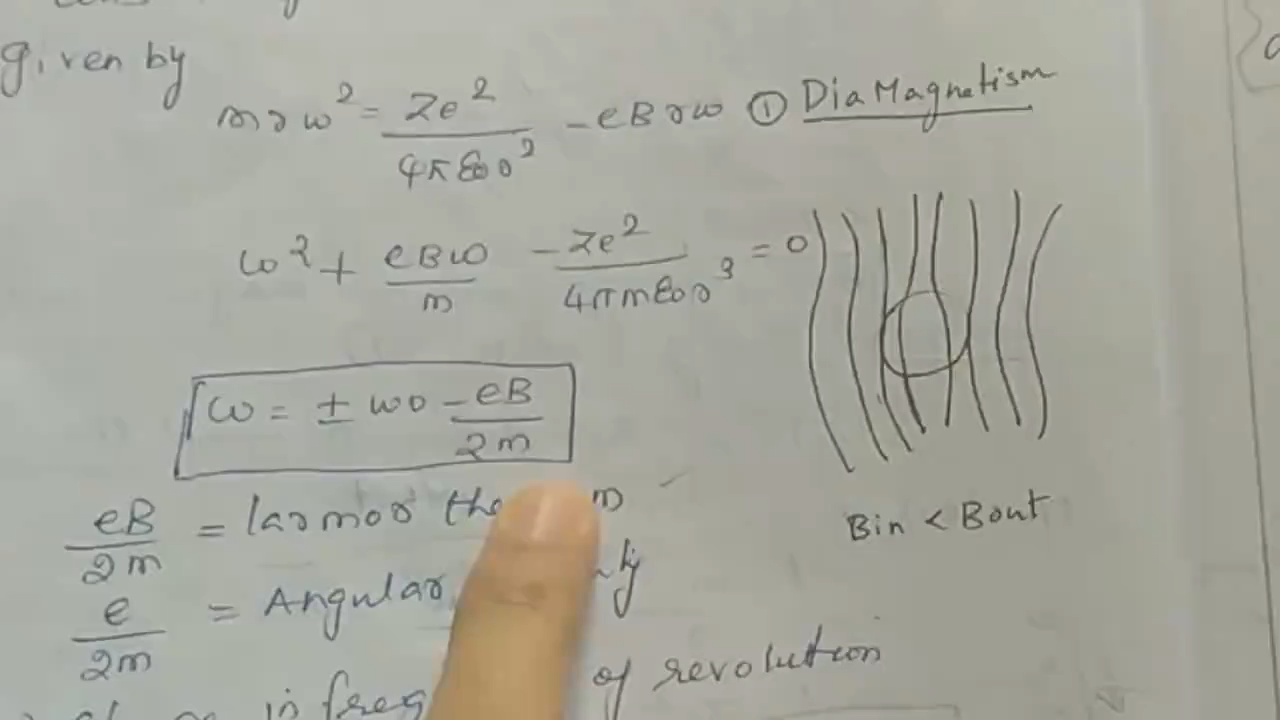 given by
mrω² = Ze² / 4πε₀r² - eBrω ① DiaMagnetism
ω² + eBω / m - Ze² / 4πmε₀r³ = 0
ω = ± ω₀ - eB / 2m
Bin < Bout
eB / 2m = larmor
e / 2m = Angular
of revolution